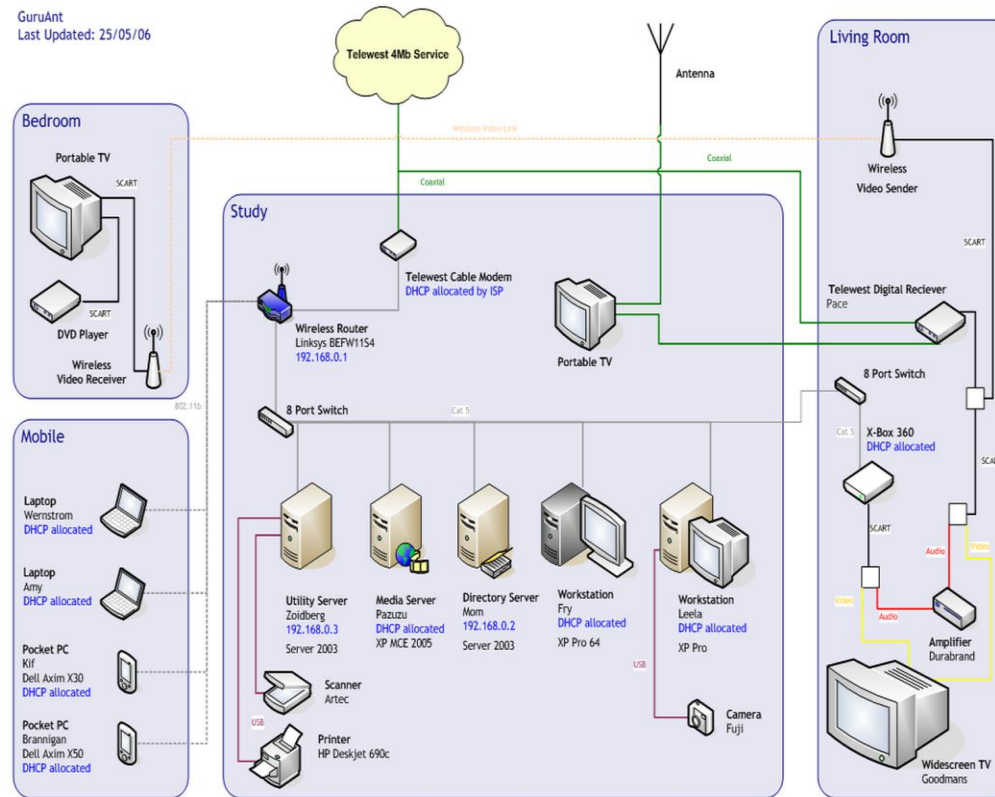 GuruAnt
Last Updated: 25/05/06
Telewest 4Mb Service
Antenna
Living Room
Bedroom
Portable TV
SCART
SCART
DVD Player
Wireless
Video Receiver
Wireless Video Link
Coaxial
Coaxial
Wireless
Video Sender
SCART
Study
Telewest Cable Modem
DHCP allocated by ISP
Wireless Router
Linksys BEFW11S4
192.168.0.1
Portable TV
Telewest Digital Reciever
Pace
802.11b
8 Port Switch
Cat 5
8 Port Switch
Cat 5
X-Box 360
DHCP allocated
SCART
Audio
Video
Video
Audio
Amplifier
Durabrand
Widescreen TV
Goodmans
Mobile
Laptop
Wernstrom
DHCP allocated
Laptop
Amy
DHCP allocated
Pocket PC
Kif
Dell Axim X30
DHCP allocated
Pocket PC
Brannigan
Dell Axim X50
DHCP allocated
Utility Server
Zoidberg
192.168.0.3
Server 2003
Media Server
Pazuzu
DHCP allocated
XP MCE 2005
Directory Server
Mom
192.168.0.2
Server 2003
Workstation
Fry
DHCP allocated
XP Pro 64
Workstation
Leela
DHCP allocated
XP Pro
USB
USB
Scanner
Artec
Printer
HP Deskjet 690c
Camera
Fuji